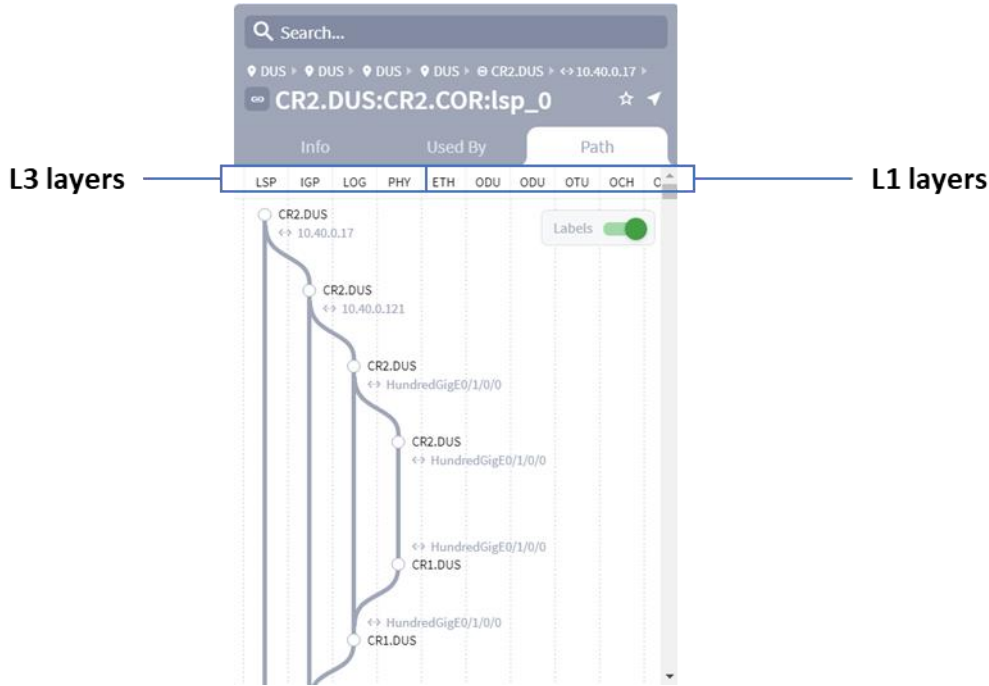 Search...
DUS DUS DUS DUS CR2.DUS 10.40.0.17
CR2.DUS:CR2.COR:lsp_0
Info Used By Path
L3 layers
LSP IGP LOG PHY ETH ODU ODU OTU OCH
L1 layers
CR2.DUS
10.40.0.17
Labels
CR2.DUS
10.40.0.121
CR2.DUS
HundredGigE0/1/0/0
CR2.DUS
HundredGigE0/1/0/0
HundredGigE0/1/0/0
CR1.DUS
HundredGigE0/1/0/0
CR1.DUS